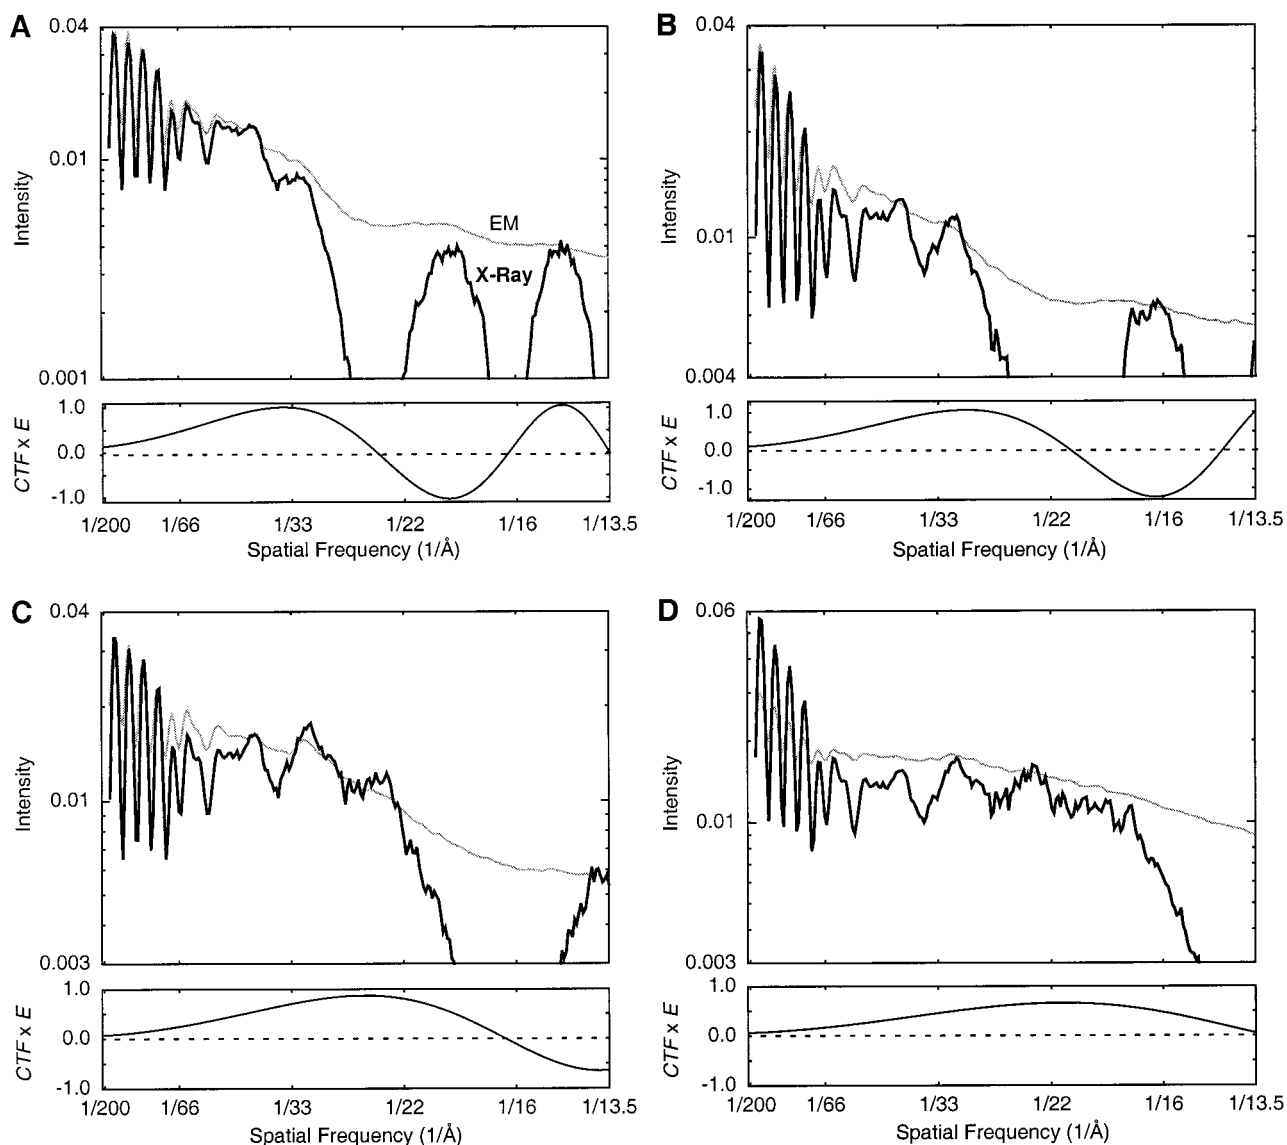 A
0.04
0.01
0.001
Intensity
EM
X-Ray
1.0
0.0
-1.0
CTF x E
1/200 1/66 1/33 1/22 1/16 1/13.5
Spatial Frequency (1/Å)
B
0.04
0.01
0.004
Intensity
1.0
0.0
-1.0
CTF x E
1/200 1/66 1/33 1/22 1/16 1/13.5
Spatial Frequency (1/Å)
C
0.04
0.01
0.003
Intensity
1.0
0.0
-1.0
CTF x E
1/200 1/66 1/33 1/22 1/16 1/13.5
Spatial Frequency (1/Å)
D
0.06
0.01
0.003
Intensity
1.0
0.0
-1.0
CTF x E
1/200 1/66 1/33 1/22 1/16 1/13.5
Spatial Frequency (1/Å)